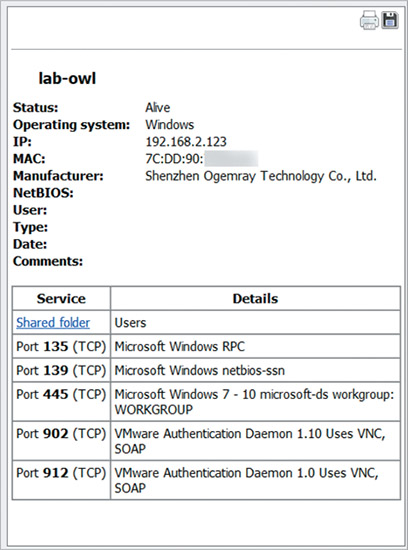 lab-owl
Status: Alive
Operating system: Windows
IP: 192.168.2.123
MAC: 7C:DD:90:
Manufacturer: Shenzhen Ogemray Technology Co., Ltd.
NetBIOS:
User:
Type:
Date:
Comments:
Service Details
Shared folder Users
Port 135 (TCP) Microsoft Windows RPC
Port 139 (TCP) Microsoft Windows netbios-ssn
Port 445 (TCP) Microsoft Windows 7 - 10 microsoft-ds workgroup:
WORKGROUP
Port 902 (TCP) VMware Authentication Daemon 1.10 Uses VNC,
SOAP
Port 912 (TCP) VMware Authentication Daemon 1.0 Uses VNC,
SOAP